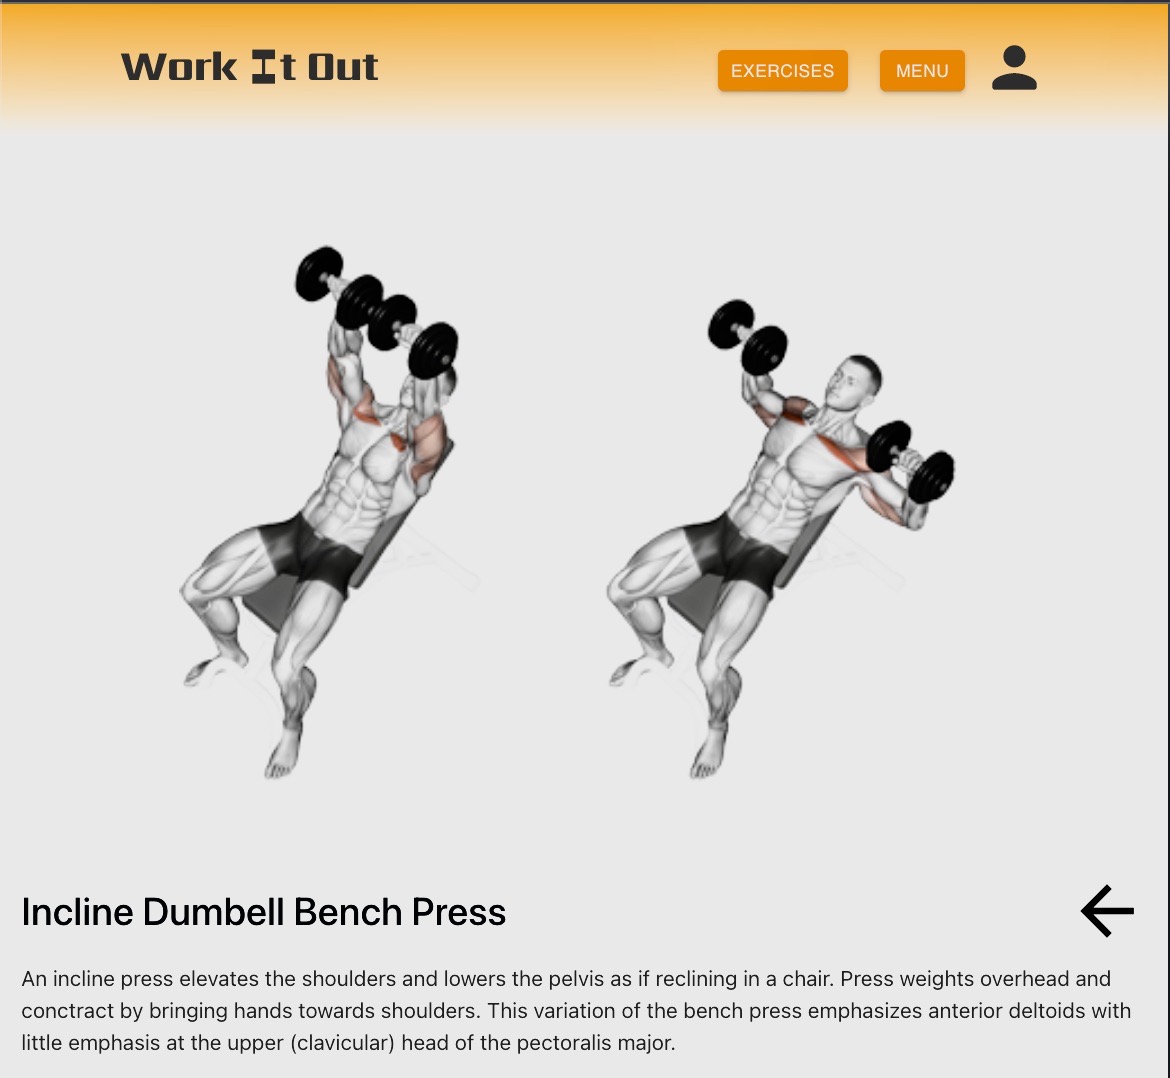 Work It Out
EXERCISES
MENU
Incline Dumbell Bench Press
An incline press elevates the shoulders and lowers the pelvis as if reclining in a chair. Press weights overhead and
conctract by bringing hands towards shoulders. This variation of the bench press emphasizes anterior deltoids with
little emphasis at the upper (clavicular) head of the pectoralis major.